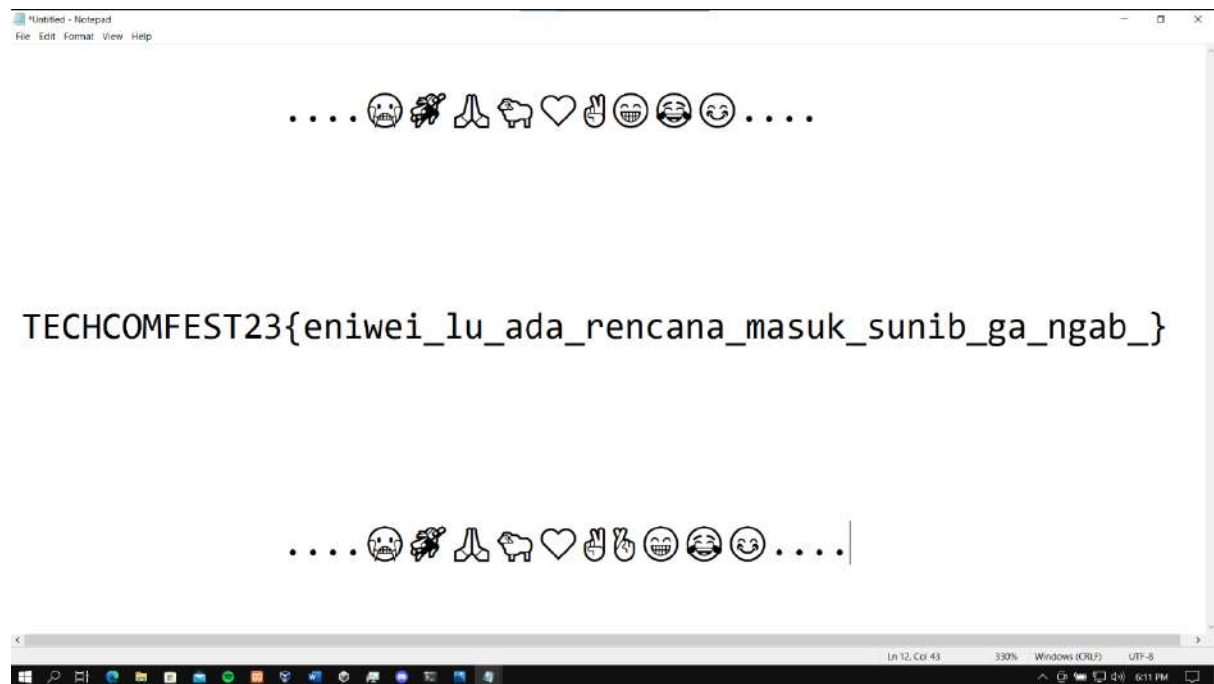 *Untitled - Notepad
File Edit Format View Help
....🥶🦸🙏🐑♡✌😁😂😊....
TECHCOMFEST23{eniwei_lu_ada_rencana_masuk_sunib_ga_ngab_}
....🥶🦸🙏🐑♡✌🤞😁😂😊....
Ln 12, Col 43 330% Windows (CRLF) UTF-8
6:11 PM